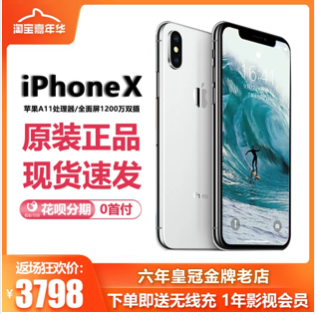 淘宝嘉年华
iPhoneX
苹果A11处理器/全面屏1200万双摄
原装正品
现货速发
花呗分期
0首付
返场狂欢价:
¥3798
六年皇冠金牌老店
下单即送无线充 1年影视会员